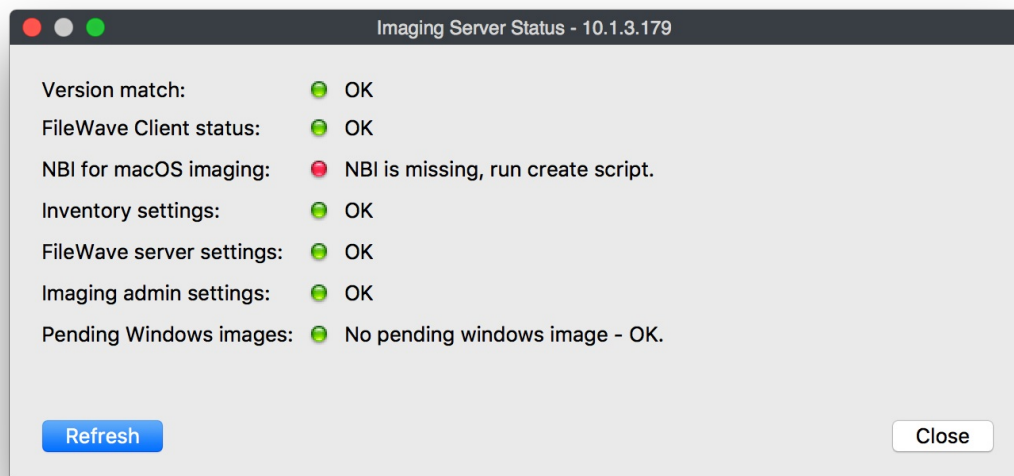 Imaging Server Status - 10.1.3.179
Version match: OK
FileWave Client status: OK
NBI for macOS imaging: NBI is missing, run create script.
Inventory settings: OK
FileWave server settings: OK
Imaging admin settings: OK
Pending Windows images: No pending windows image - OK.
Refresh Close